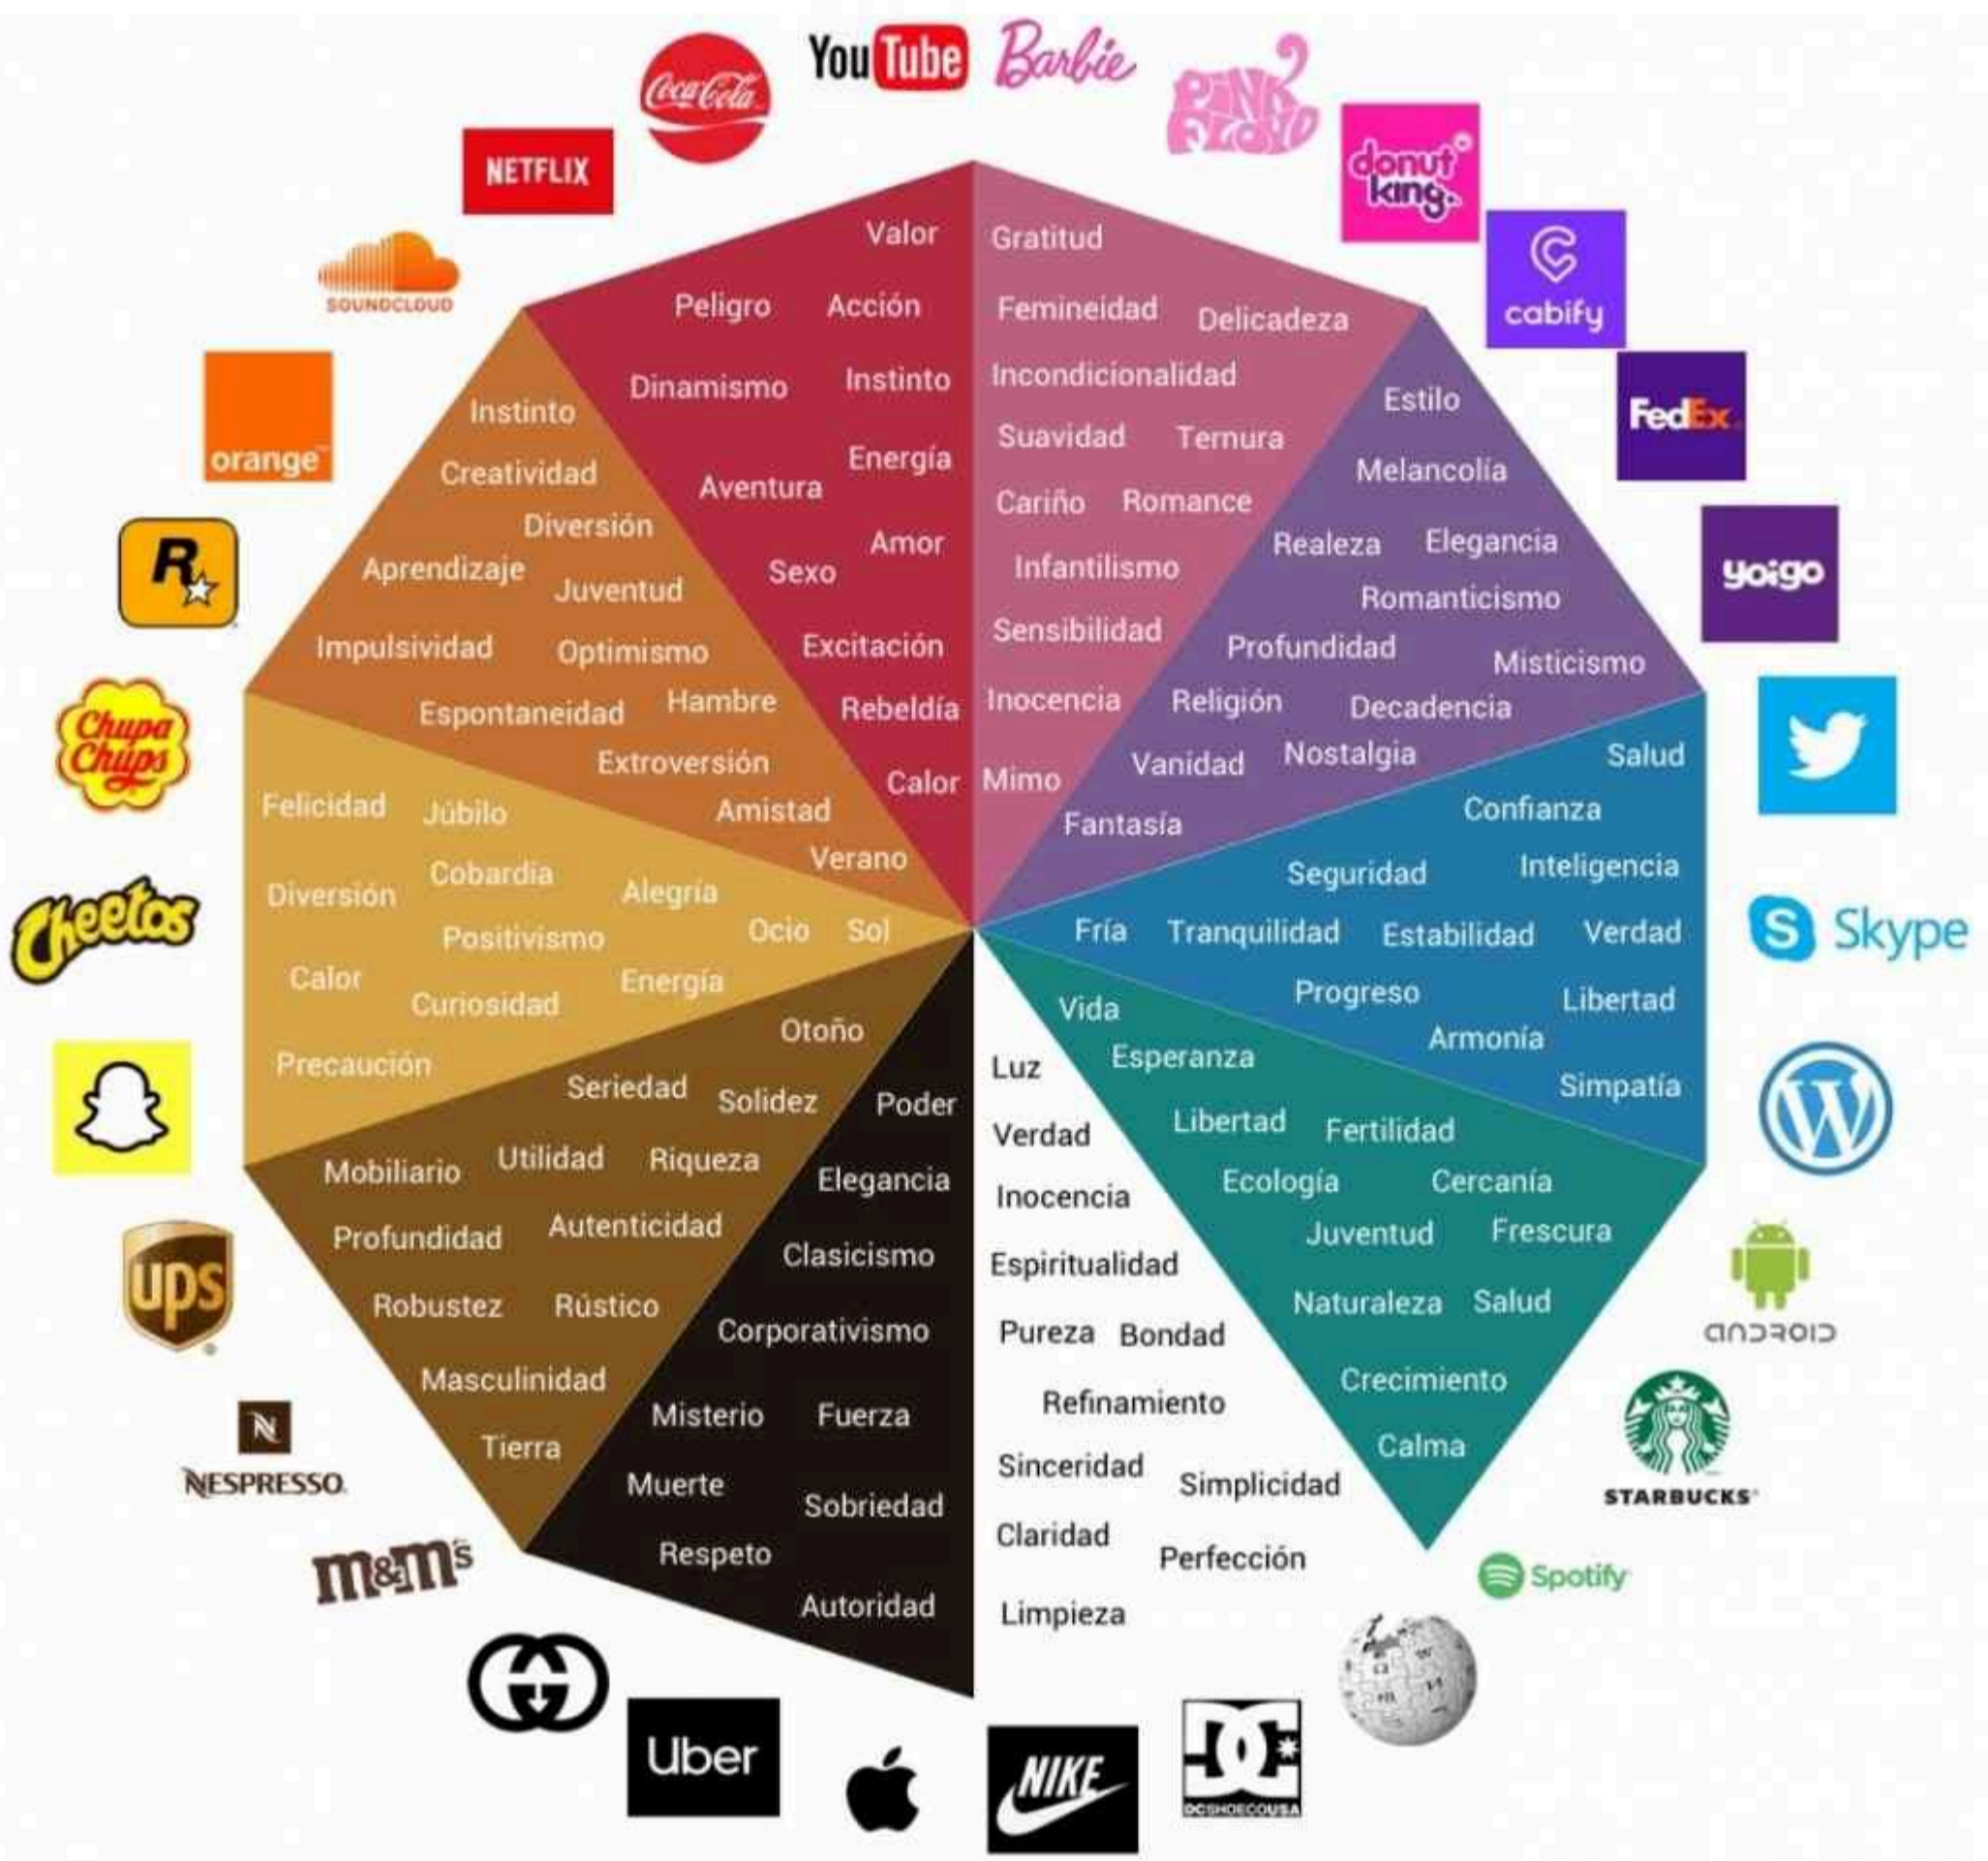 YouTube
Barbie
PINK
FLOYD
donut
king.
cabify
FedEx
yoigo
Skype
ANDROID
STARBUCKS
Spotify
DC
DCSHOECOUSA
NIKE
Uber
m&m's
N
NESPRESSO
ups
Cheetos
Chupa
Chups
R
orange
SOUNDCLOUD
NETFLIX
Coca-Cola
Valor
Peligro Acción
Dinamismo Instinto
Energía
Aventura
Amor
Sexo
Excitación
Rebeldía
Calor
Gratitud
Femineidad Delicadeza
Incondicionalidad
Suavidad Ternura
Cariño Romance
Infantilismo
Sensibilidad
Inocencia
Mimo
Estilo
Melancolía
Realeza Elegancia
Romanticismo
Profundidad Misticismo
Religión Decadencia
Vanidad Nostalgia
Fantasía
Salud
Confianza
Seguridad Inteligencia
Fría Tranquilidad Estabilidad Verdad
Progreso Libertad
Armonía
Simpatía
Vida
Esperanza
Libertad Fertilidad
Ecología Cercanía
Juventud Frescura
Naturaleza Salud
Crecimiento
Calma
Luz
Verdad
Inocencia
Espiritualidad
Pureza Bondad
Refinamiento
Sinceridad Simplicidad
Claridad
Perfección
Limpieza
Poder
Elegancia
Clasicismo
Corporativismo
Misterio Fuerza
Muerte
Sobriedad
Respeto
Autoridad
Otoño
Seriedad Solidez
Mobiliario Utilidad Riqueza
Profundidad Autenticidad
Robustez Rústico
Masculinidad
Tierra
Felicidad Júbilo
Cobardía
Diversión Alegría
Positivismo Ocio Sol
Calor Energía
Curiosidad
Precaución
Instinto
Creatividad
Diversión
Aprendizaje
Juventud
Impulsividad Optimismo
Espontaneidad Hambre
Extroversión
Amistad
Verano